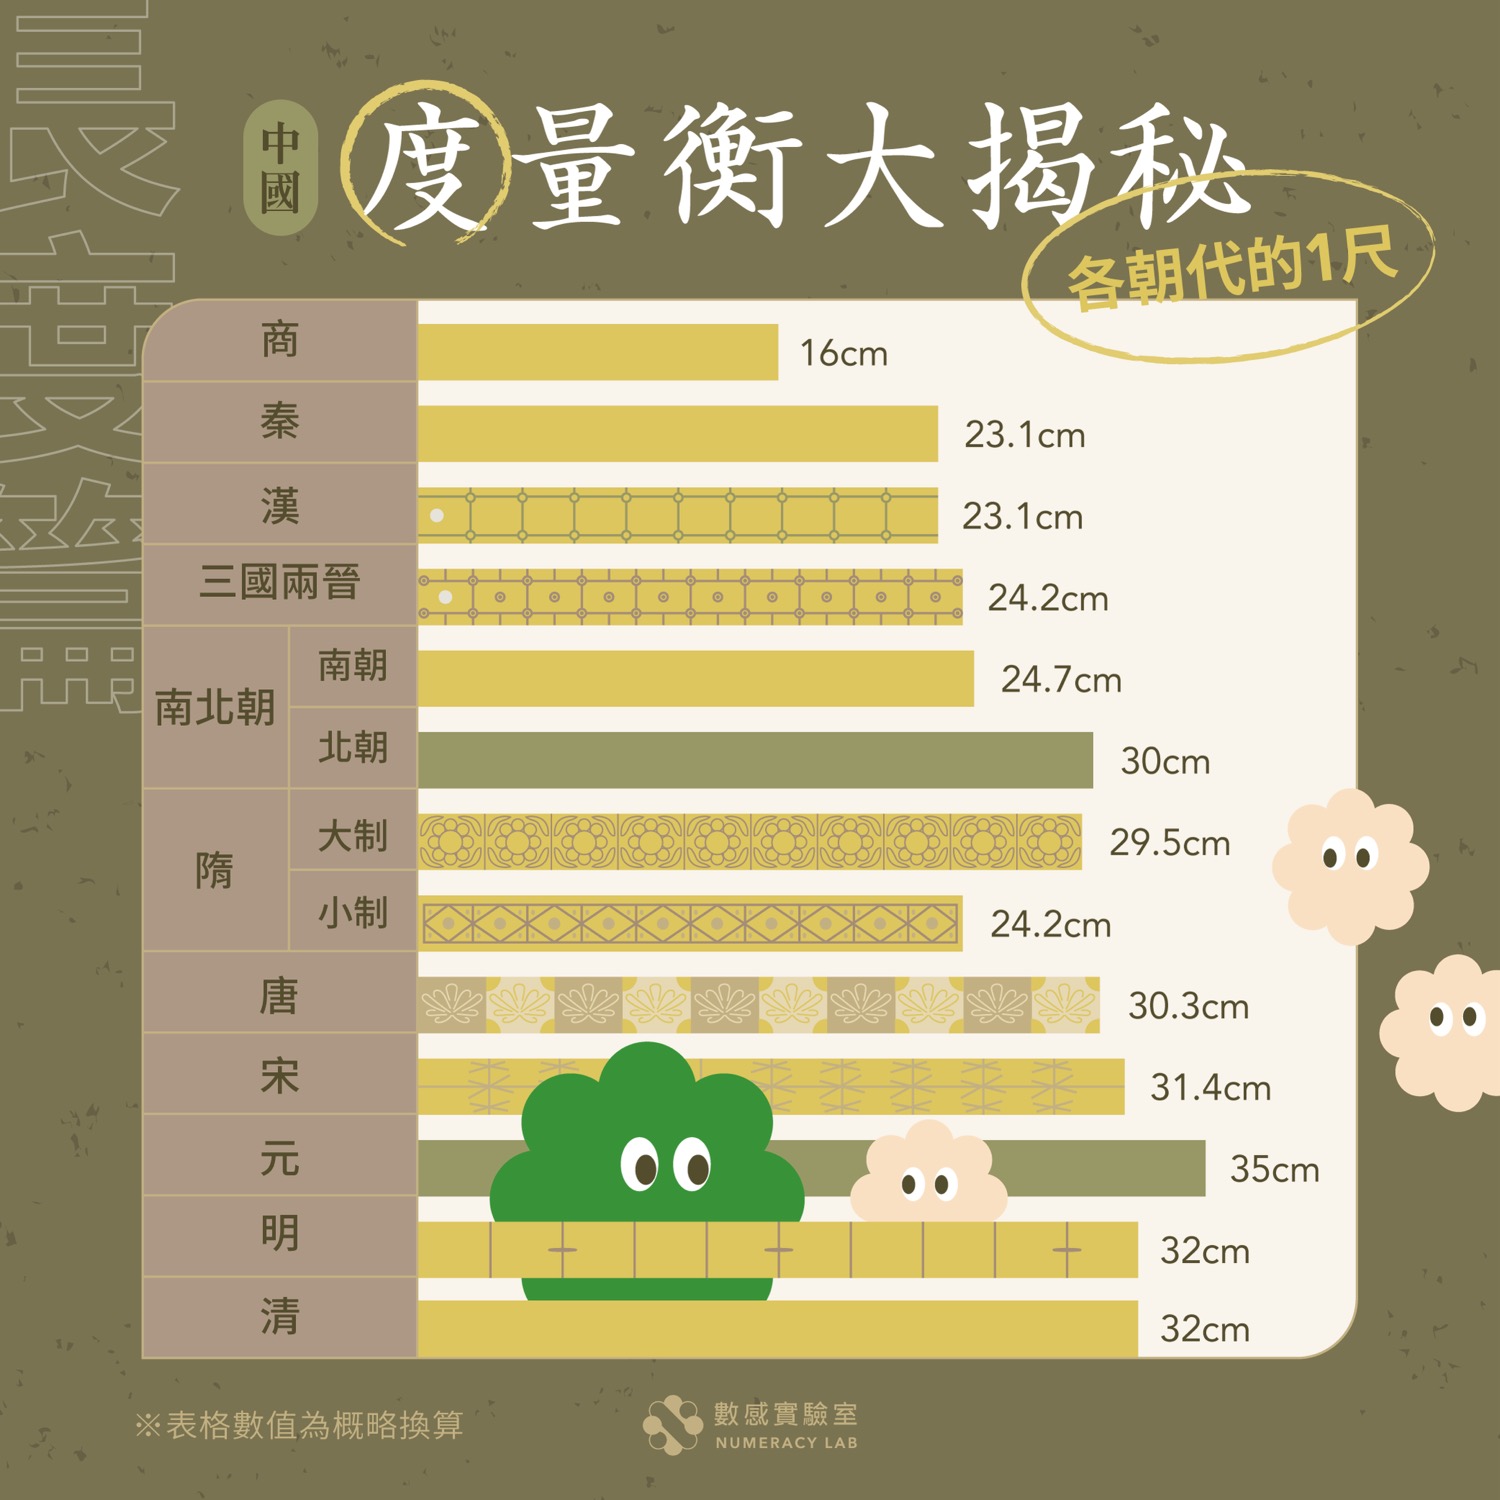 中國
度量衡大揭秘
各朝代的1尺
商 16cm
秦 23.1cm
漢 23.1cm
三國兩晉 24.2cm
南北朝
南朝 24.7cm
北朝 30cm
隋
大制 29.5cm
小制 24.2cm
唐 30.3cm
宋 31.4cm
元 35cm
明 32cm
清 32cm
※表格數值為概略換算
數感實驗室
NUMERACY LAB